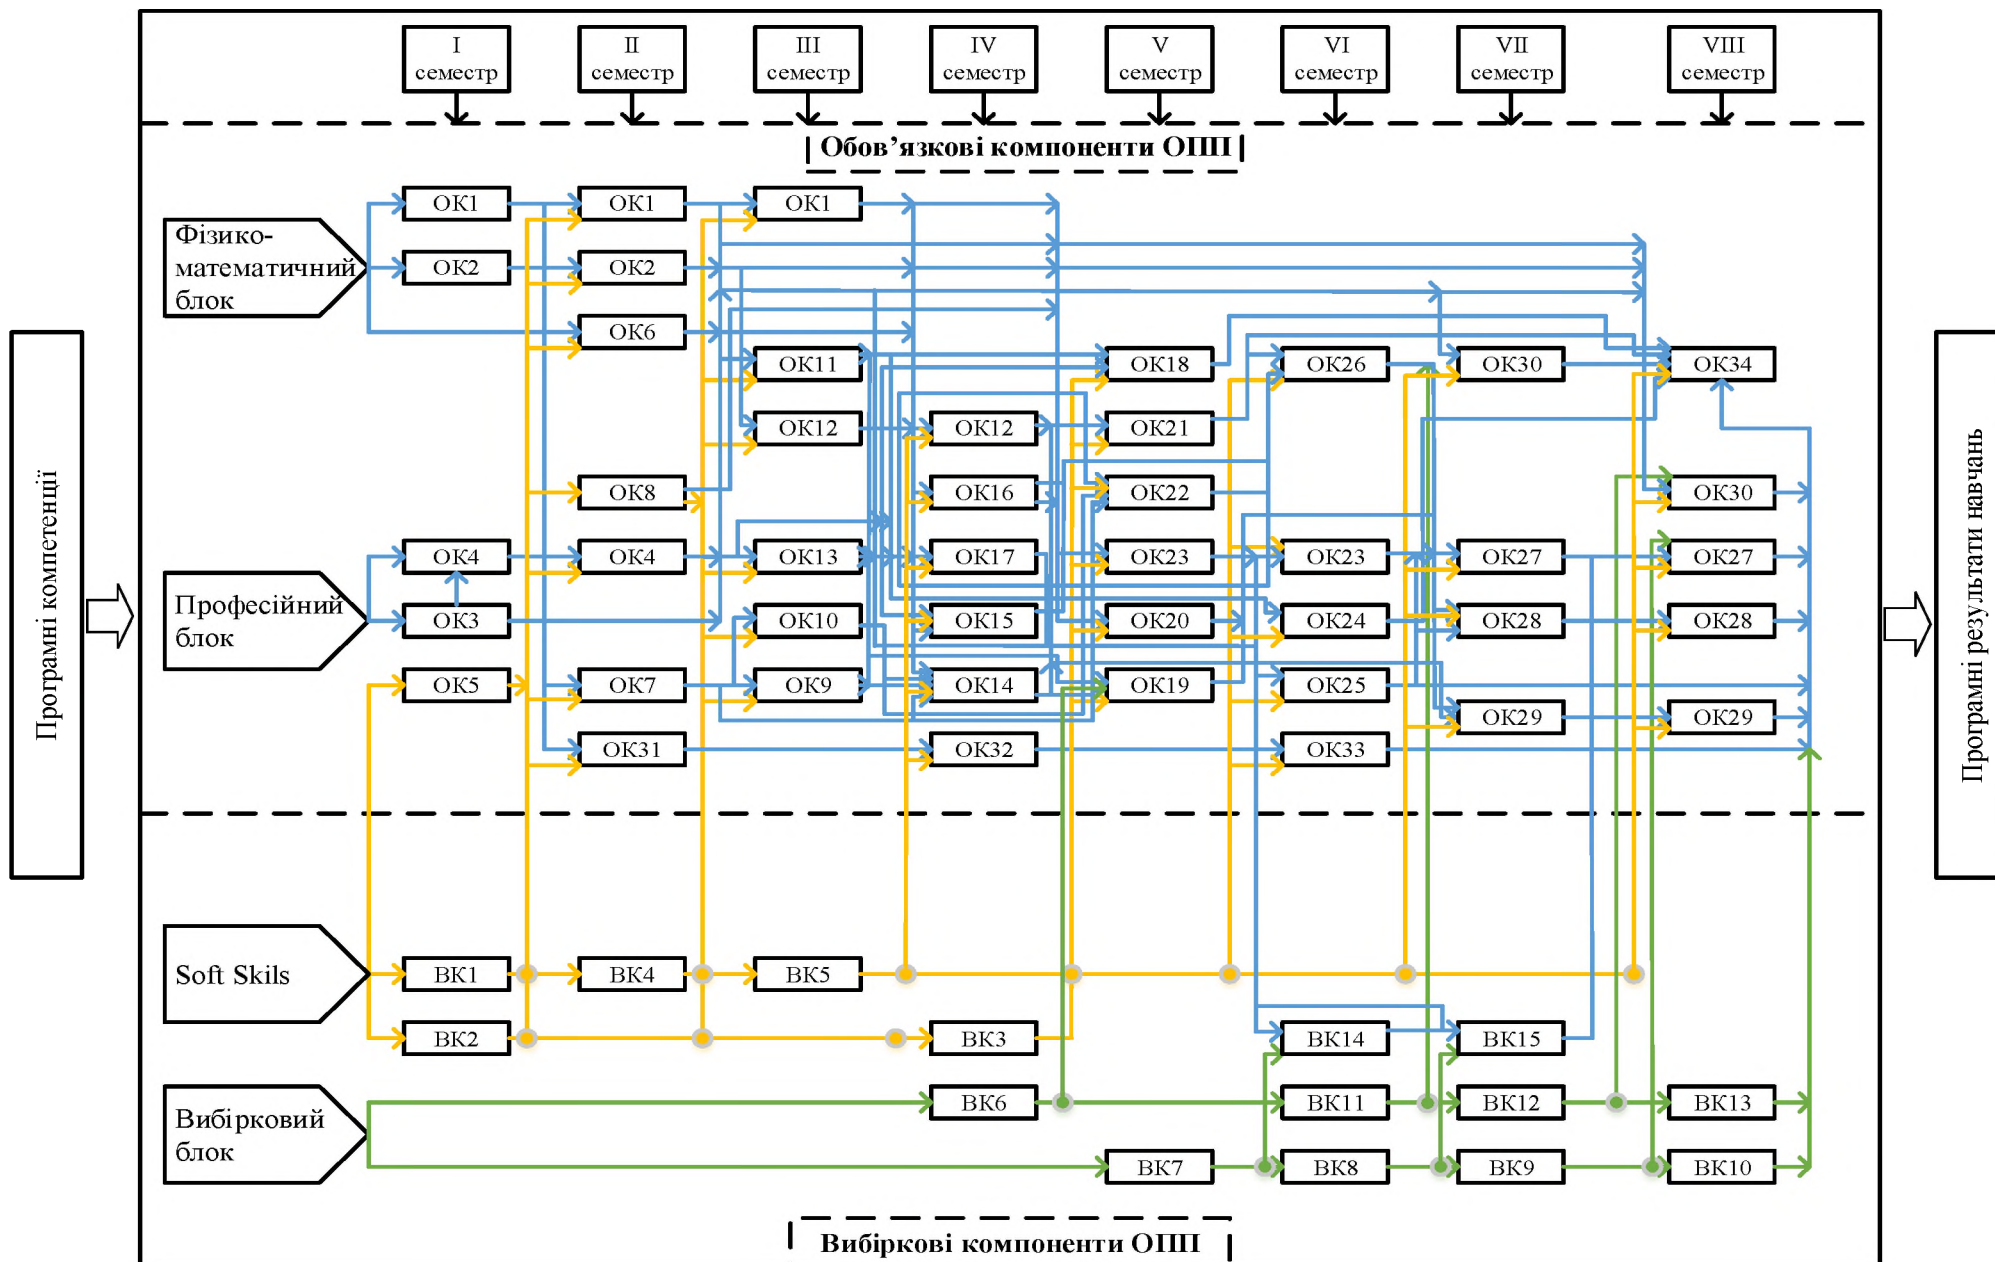 I
семестр
II
семестр
III
семестр
IV
семестр
V
семестр
VI
семестр
VII
семестр
VIII
семестр
Обов’язкові компоненти ОПП
Програмні компетенції
Фізико-
математичний
блок
ОК1
ОК1
ОК1
ОК2
ОК2
ОК6
ОК11
ОК18
ОК26
ОК30
ОК34
ОК12
ОК12
ОК21
ОК8
ОК16
ОК22
ОК30
Професійний
блок
ОК4
ОК4
ОК13
ОК17
ОК23
ОК23
ОК27
ОК27
ОК3
ОК10
ОК15
ОК20
ОК24
ОК28
ОК28
ОК5
ОК7
ОК9
ОК14
ОК19
ОК25
ОК29
ОК29
ОК31
ОК32
ОК33
Soft Skils
ВК1
ВК4
ВК5
ВК2
ВК3
ВК14
ВК15
Вибірковий
блок
ВК6
ВК11
ВК12
ВК13
ВК7
ВК8
ВК9
ВК10
Вибіркові компоненти ОПП
Програмні результати навчань